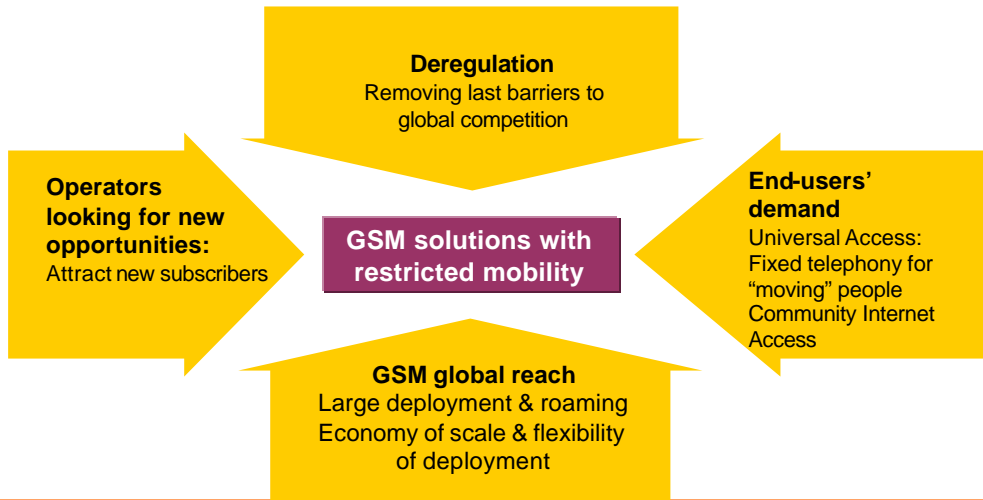 Deregulation
Removing last barriers to
global competition
Operators
looking for new
opportunities:
Attract new subscribers
GSM solutions with
restricted mobility
End-users’
demand
Universal Access:
Fixed telephony for
“moving” people
Community Internet
Access
GSM global reach
Large deployment & roaming
Economy of scale & flexibility
of deployment